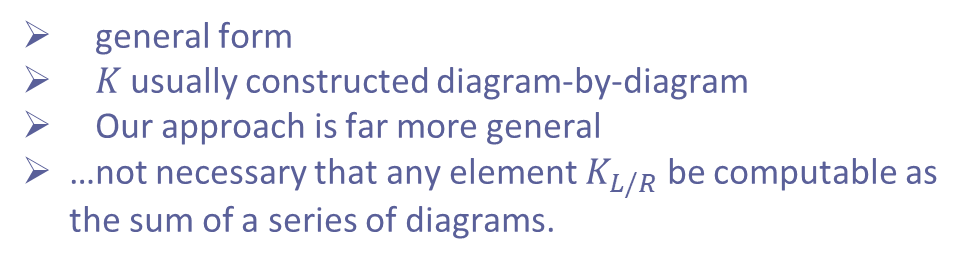 ➢ general form
➢ K usually constructed diagram-by-diagram
➢ Our approach is far more general
➢ …not necessary that any element K_{L/R} be computable as
the sum of a series of diagrams.